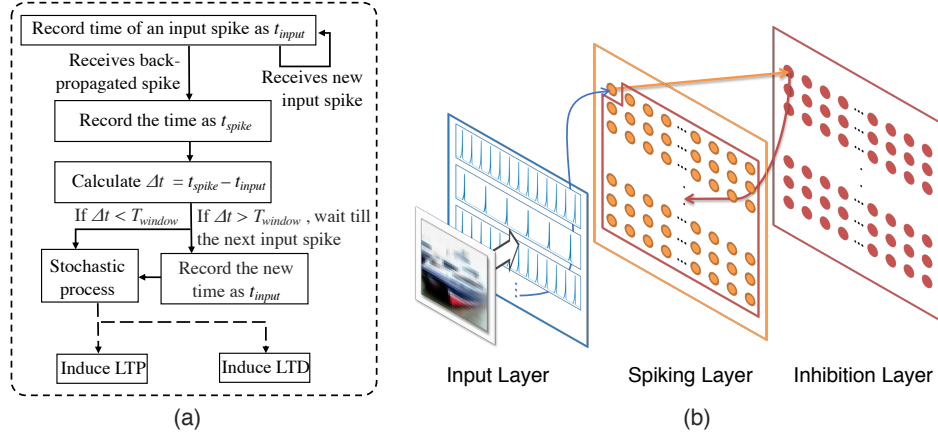 Record time of an input spike as t_input
Receives back-
propagated spike
Receives new
input spike
Record the time as t_spike
Calculate Δt = t_spike − t_input
If Δt < T_window
If Δt > T_window , wait till
the next input spike
Stochastic
process
Record the new
time as t_input
Induce LTP
Induce LTD
(a)
Input Layer
Spiking Layer
Inhibition Layer
(b)